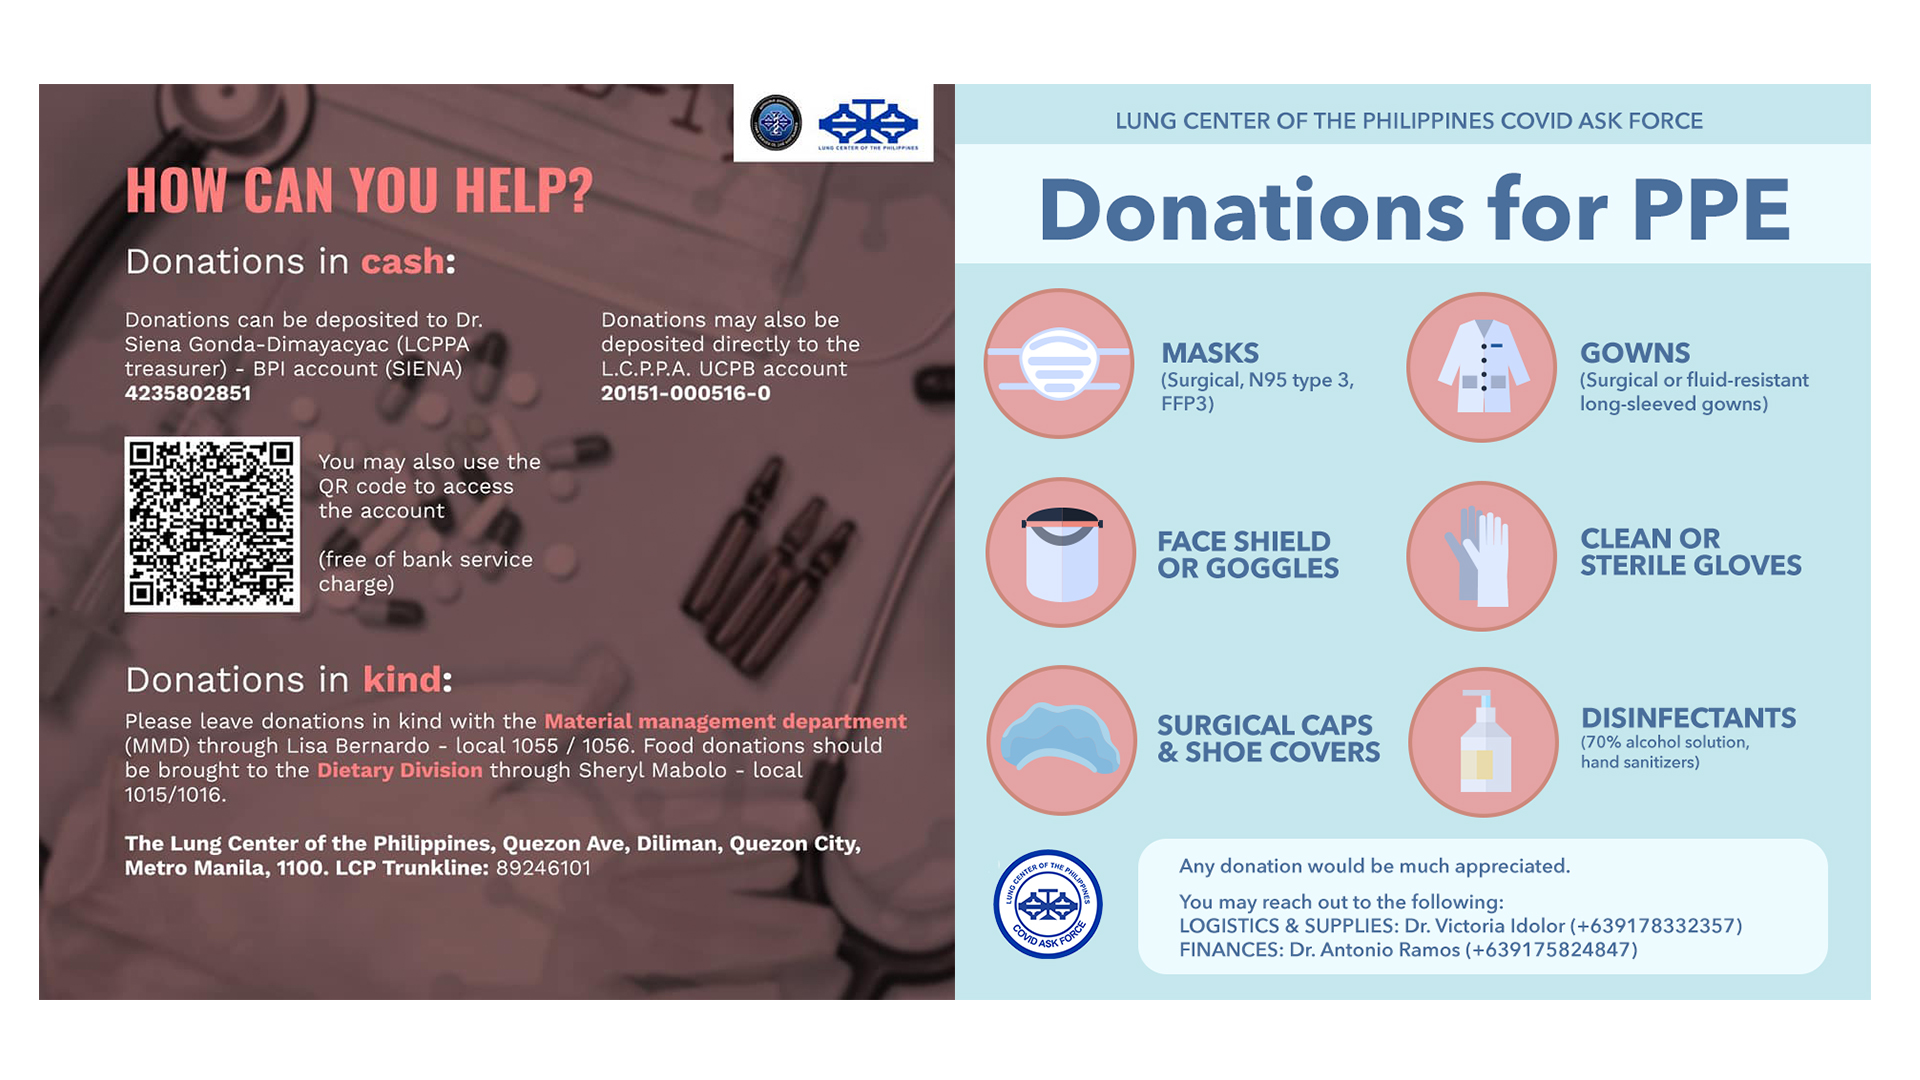 LUNG CENTER OF THE PHILIPPINES
HOW CAN YOU HELP?
Donations in cash:
Donations can be deposited to Dr.
Siena Gonda-Dimayacyac (LCPPA
treasurer) - BPI account (SIENA)
4235802851
Donations may also be
deposited directly to the
L.C.P.P.A. UCPB account
20151-000516-0
You may also use the
QR code to access
the account
(free of bank service
charge)
Donations in kind:
Please leave donations in kind with the Material management department
(MMD) through Lisa Bernardo - local 1055 / 1056. Food donations should
be brought to the Dietary Division through Sheryl Mabolo - local
1015/1016.
The Lung Center of the Philippines, Quezon Ave, Diliman, Quezon City,
Metro Manila, 1100. LCP Trunkline: 89246101
LUNG CENTER OF THE PHILIPPINES COVID ASK FORCE
Donations for PPE
MASKS
(Surgical, N95 type 3,
FFP3)
GOWNS
(Surgical or fluid-resistant
long-sleeved gowns)
FACE SHIELD
OR GOGGLES
CLEAN OR
STERILE GLOVES
SURGICAL CAPS
& SHOE COVERS
DISINFECTANTS
(70% alcohol solution,
hand sanitizers)
LUNG CENTER OF THE PHILIPPINES
COVID ASK FORCE
Any donation would be much appreciated.
You may reach out to the following:
LOGISTICS & SUPPLIES: Dr. Victoria Idolor (+639178332357)
FINANCES: Dr. Antonio Ramos (+639175824847)